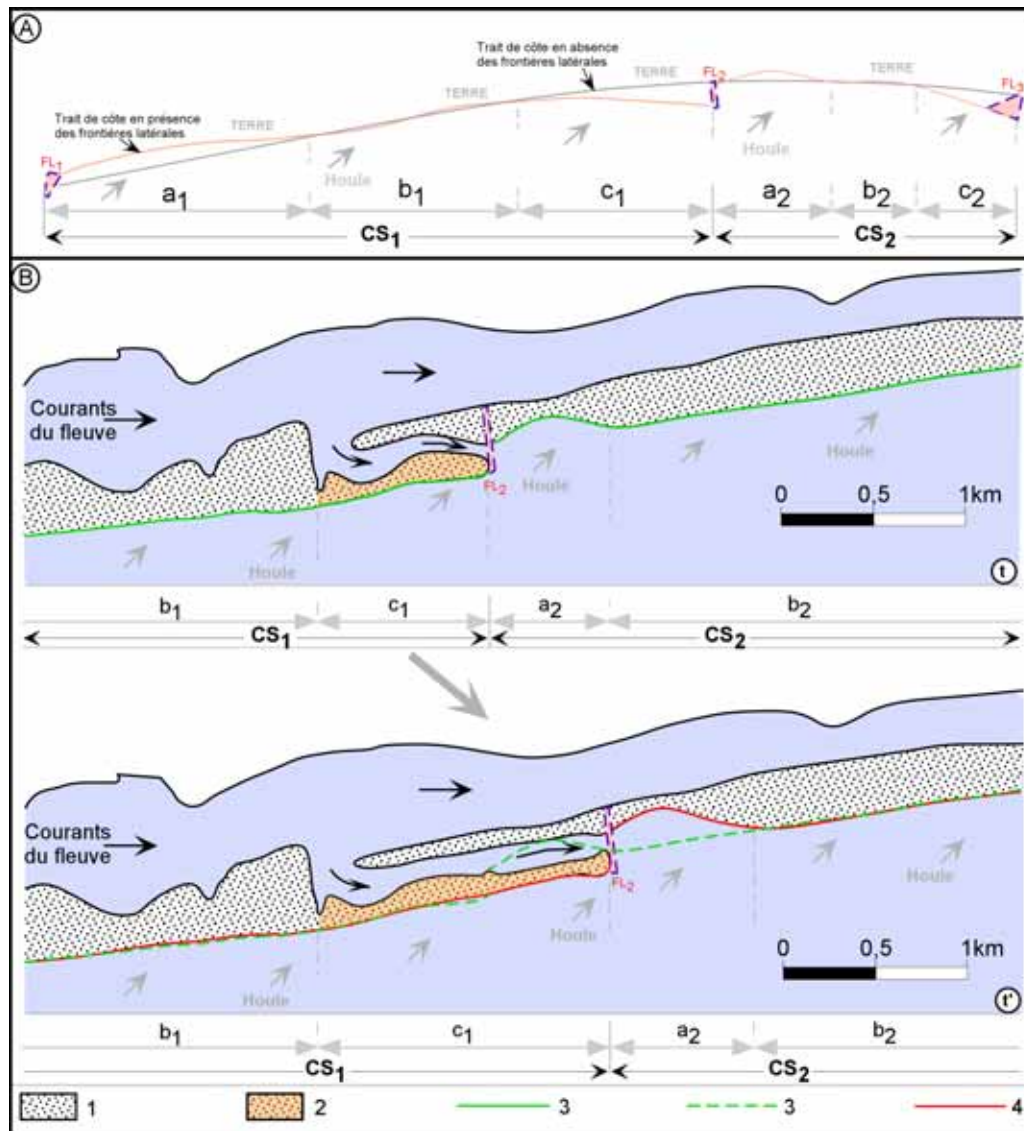 A
Trait de côte en absence
des frontières latérales
TERRE
FL2
TERRE
FL3
TERRE
Trait de côte en présence
des frontières latérales
TERRE
FL1
Houle
Houle
a1
b1
c1
a2
b2
c2
CS1
CS2
B
Courants
du fleuve
FL2
Houle
Houle
Houle
0 0,5 1km
t
b1
c1
a2
b2
CS1
CS2
Courants
du fleuve
FL2
Houle
Houle
Houle
0 0,5 1km
t'
b1
c1
a2
b2
CS1
CS2
1 2 3 3 4